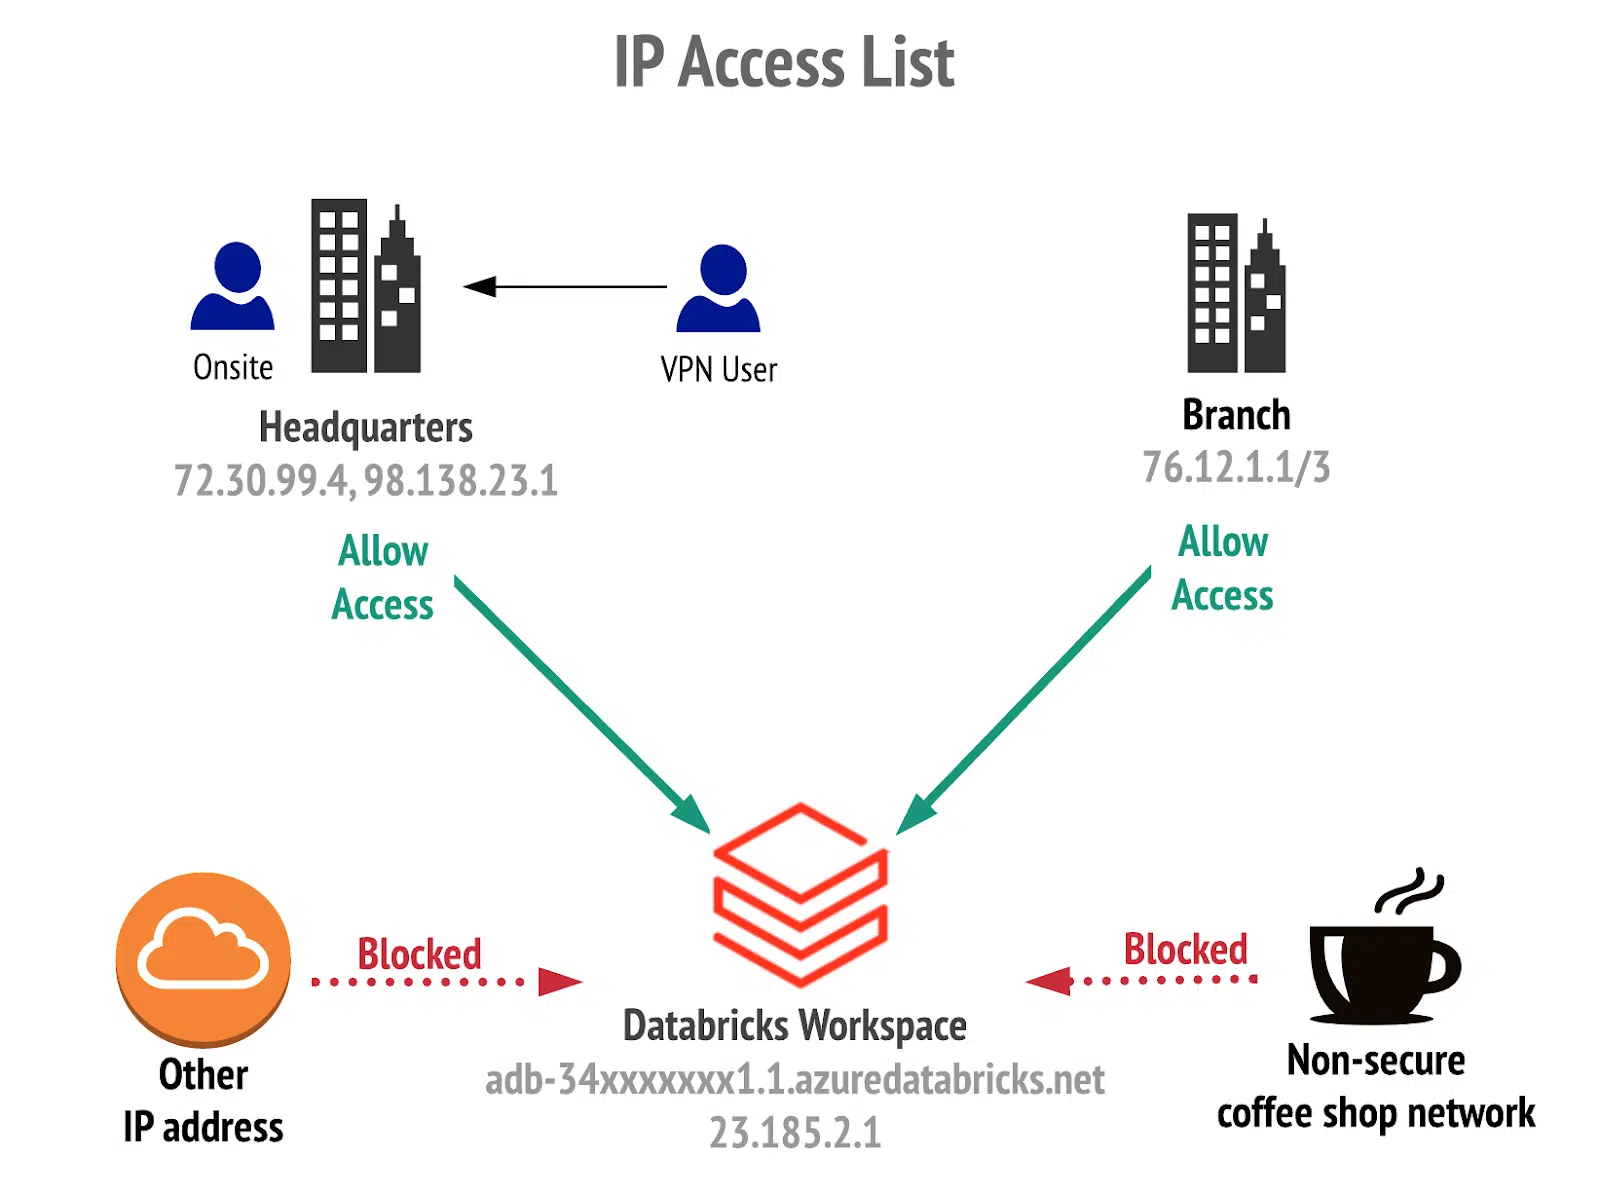 IP Access List
Onsite
VPN User
Headquarters
72.30.99.4, 98.138.23.1
Branch
76.12.1.1/3
Allow
Access
Allow
Access
Blocked
Blocked
Other
IP address
Databricks Workspace
adb-34xxxxxxx1.1.azuredatabricks.net
23.185.2.1
Non-secure
coffee shop network